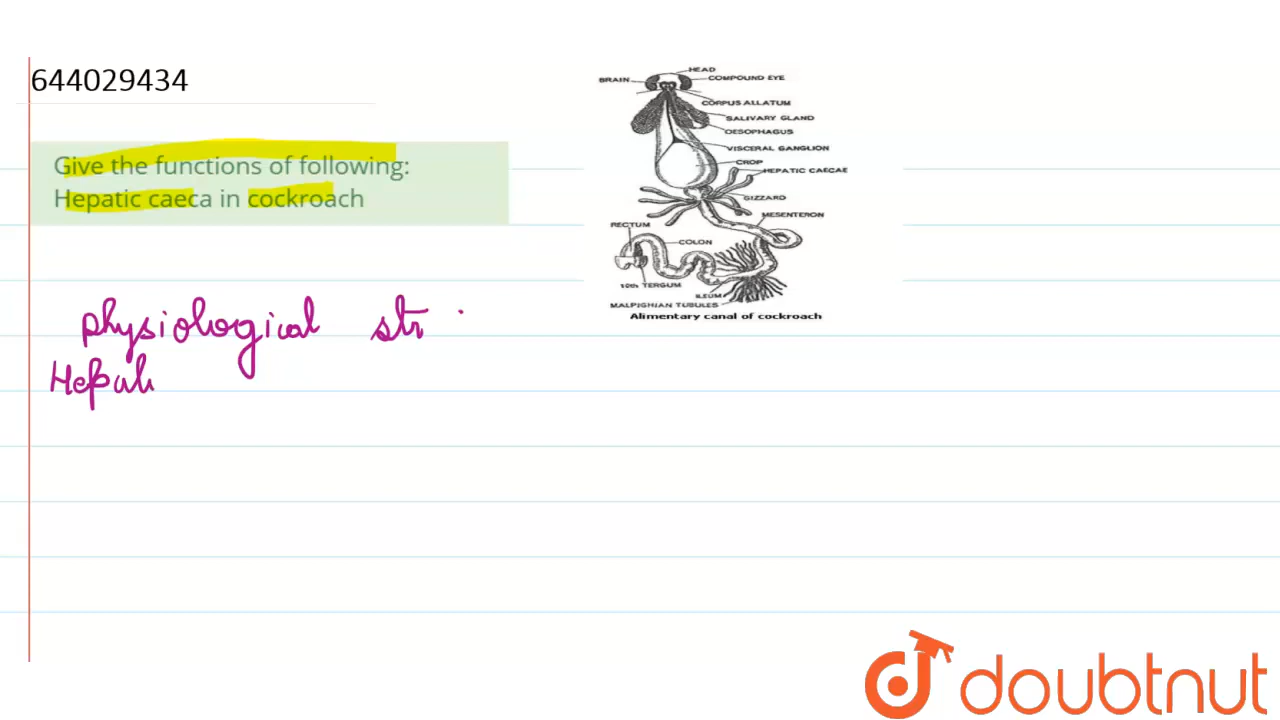 644029434
Give the functions of following:
Hepatic caeca in cockroach
physiological str
Hepati
HEAD
BRAIN
COMPOUND EYE
CORPUS ALLATUM
SALIVARY GLAND
OESOPHAGUS
VISCERAL GANGLION
CROP
HEPATIC CAECAE
GIZZARD
MESENTERON
RECTUM
COLON
10th TERGUM
ILEUM
MALPIGHIAN TUBULES
Alimentary canal of cockroach
doubtnut